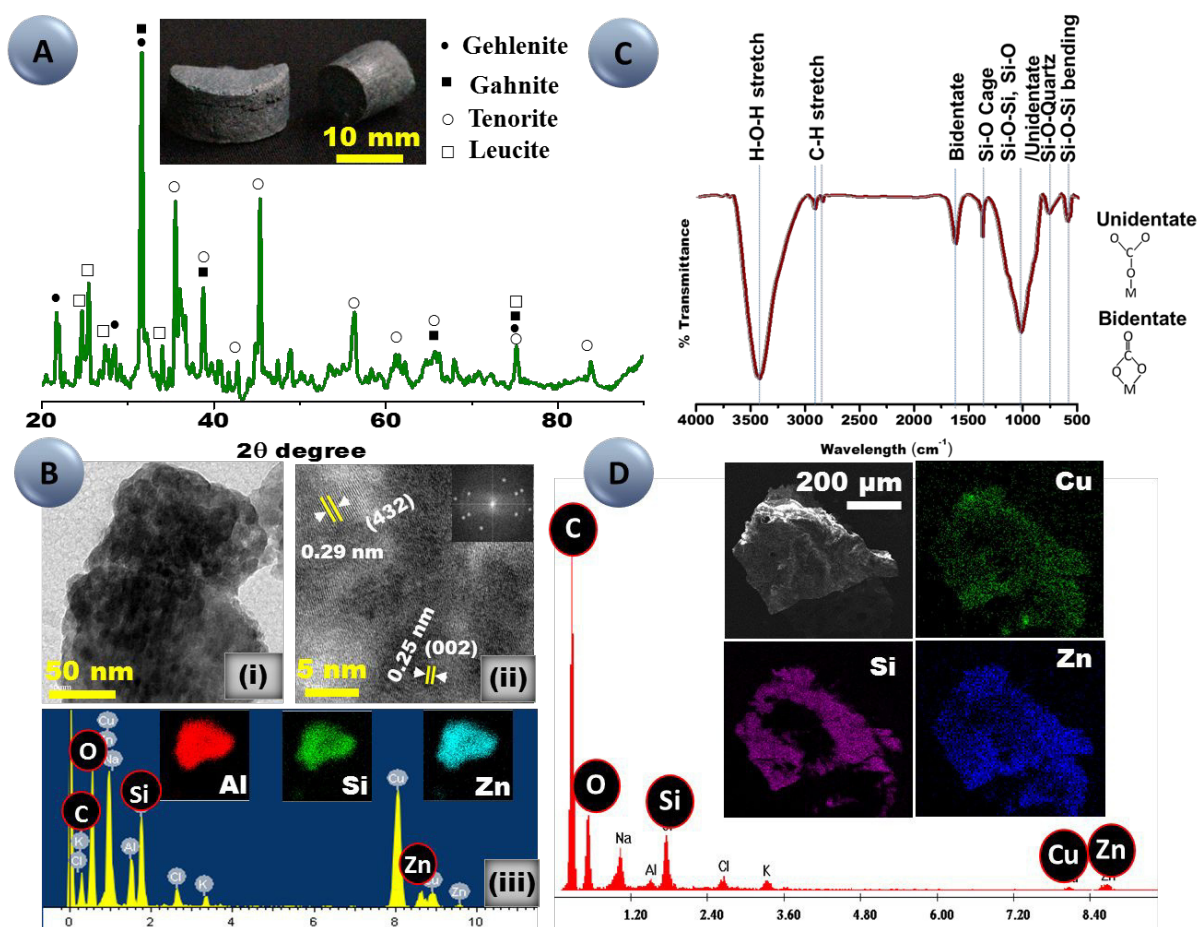 A
Gehlenite
Gahnite
Tenorite
Leucite
10 mm
20
40
60
80
2θ degree
C
H-O-H stretch
C-H stretch
Bidentate
Si-O Cage
Si-O-Si, Si-O
/Unidentate
Si-O-Quartz
Si-O-Si bending
% Transmittance
4000 3500 3000 2500 2000 1500 1000 500
Wavelength (cm⁻¹)
Unidentate
O O
C
O
M
Bidentate
O
C
O O
M
B
50 nm
(i)
(432)
0.29 nm
0.25 nm
(002)
5 nm
(ii)
O
C
K
Cl
Cu
Na
Al
Si
Cl
K
Cu
Zn
Zn
Al
Si
Zn
(iii)
0 2 4 6 8 10
D
200 µm
Cu
Si
Zn
C
O
Na
Al
Si
Cl
K
Cu
Zn
1.20 2.40 3.60 4.80 6.00 7.20 8.40